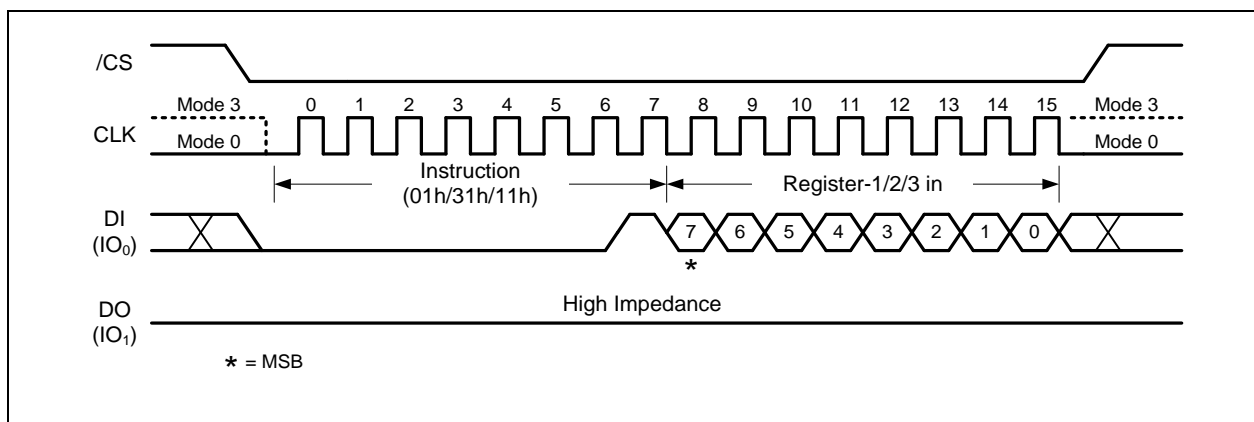 /CS
Mode 3 0 1 2 3 4 5 6 7 8 9 10 11 12 13 14 15 Mode 3
CLK
Mode 0 Mode 0
Instruction
(01h/31h/11h)
Register-1/2/3 in
DI
(IO₀)
7 6 5 4 3 2 1 0
*
High Impedance
DO
(IO₁)
* = MSB